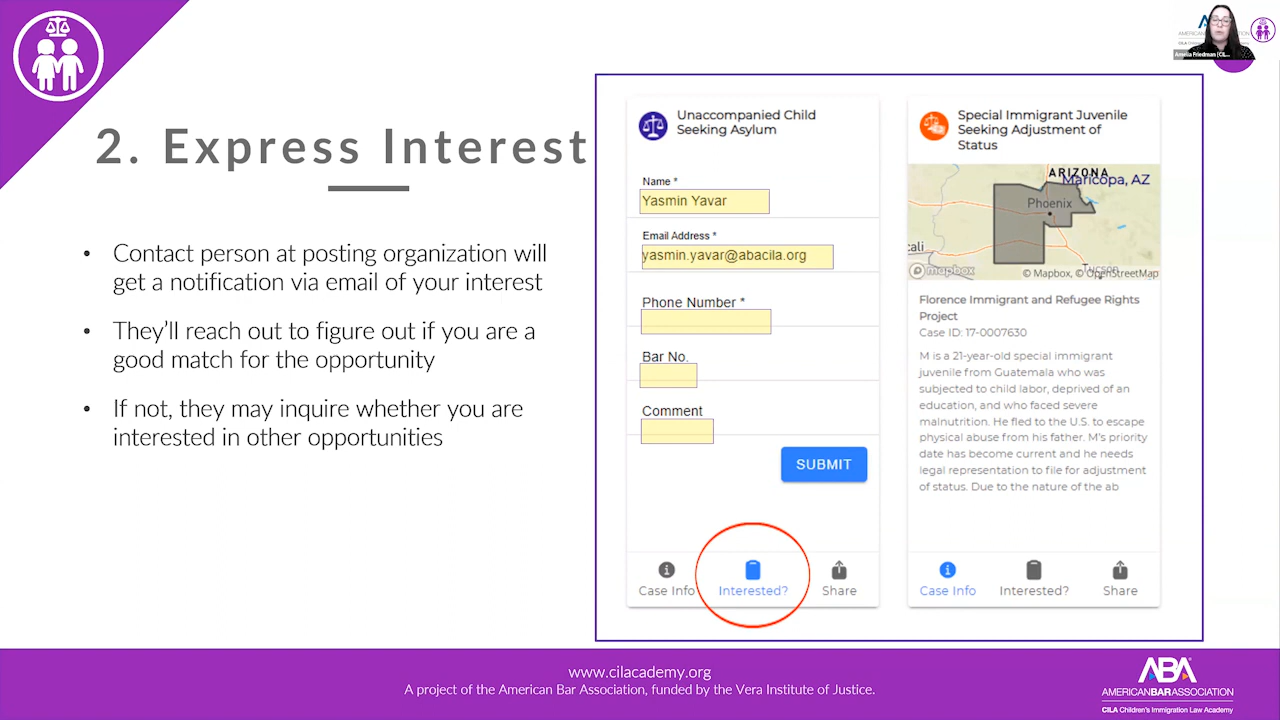 2. Express Interest
• Contact person at posting organization will
get a notification via email of your interest
• They'll reach out to figure out if you are a
good match for the opportunity
• If not, they may inquire whether you are
interested in other opportunities
Unaccompanied Child
Seeking Asylum
Name *
Yasmin Yavar
Email Address *
yasmin.yavar@abacila.org
Phone Number *
Bar No.
Comment
SUBMIT
Case Info
Interested?
Share
Special Immigrant Juvenile
Seeking Adjustment of
Status
ARIZONA
Maricopa, AZ
Phoenix
cali
Tucson
mapbox
© Mapbox, © OpenStreetMap
Florence Immigrant and Refugee Rights
Project
Case ID: 17-0007630
M is a 21-year-old special immigrant
juvenile from Guatemala who was
subjected to child labor, deprived of an
education, and who faced severe
malnutrition. He fled to the U.S. to escape
physical abuse from his father. M's priority
date has become current and he needs
legal representation to file for adjustment
of status. Due to the nature of the ab
Case Info
Interested?
Share
Amelia Friedman (CIL...
www.cilacademy.org
A project of the American Bar Association, funded by the Vera Institute of Justice.
ABA
AMERICANBARASSOCIATION
CILA Children's Immigration Law Academy